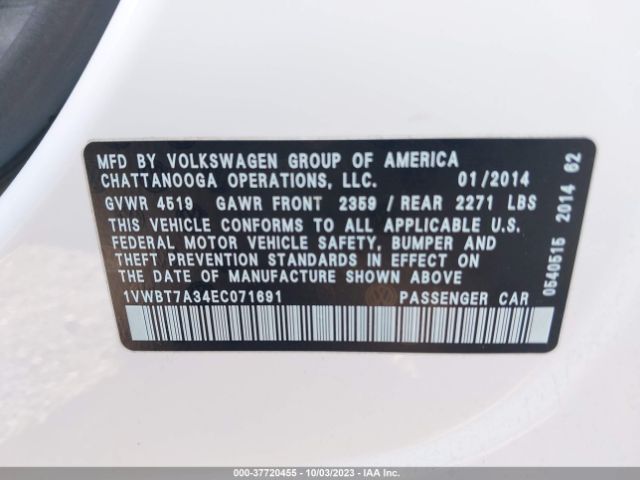 MFD BY VOLKSWAGEN GROUP OF AMERICA
CHATTANOOGA OPERATIONS, LLC. 01/2014
GVWR 4519 GAWR FRONT 2359 / REAR 2271 LBS
THIS VEHICLE CONFORMS TO ALL APPLICABLE U.S.
FEDERAL MOTOR VEHICLE SAFETY, BUMPER AND
THEFT PREVENTION STANDARDS IN EFFECT ON
THE DATE OF MANUFACTURE SHOWN ABOVE
1VWBT7A34EC071691 PASSENGER CAR
0540515 2014 62
000-37720455 - 10/03/2023 - IAAI.com